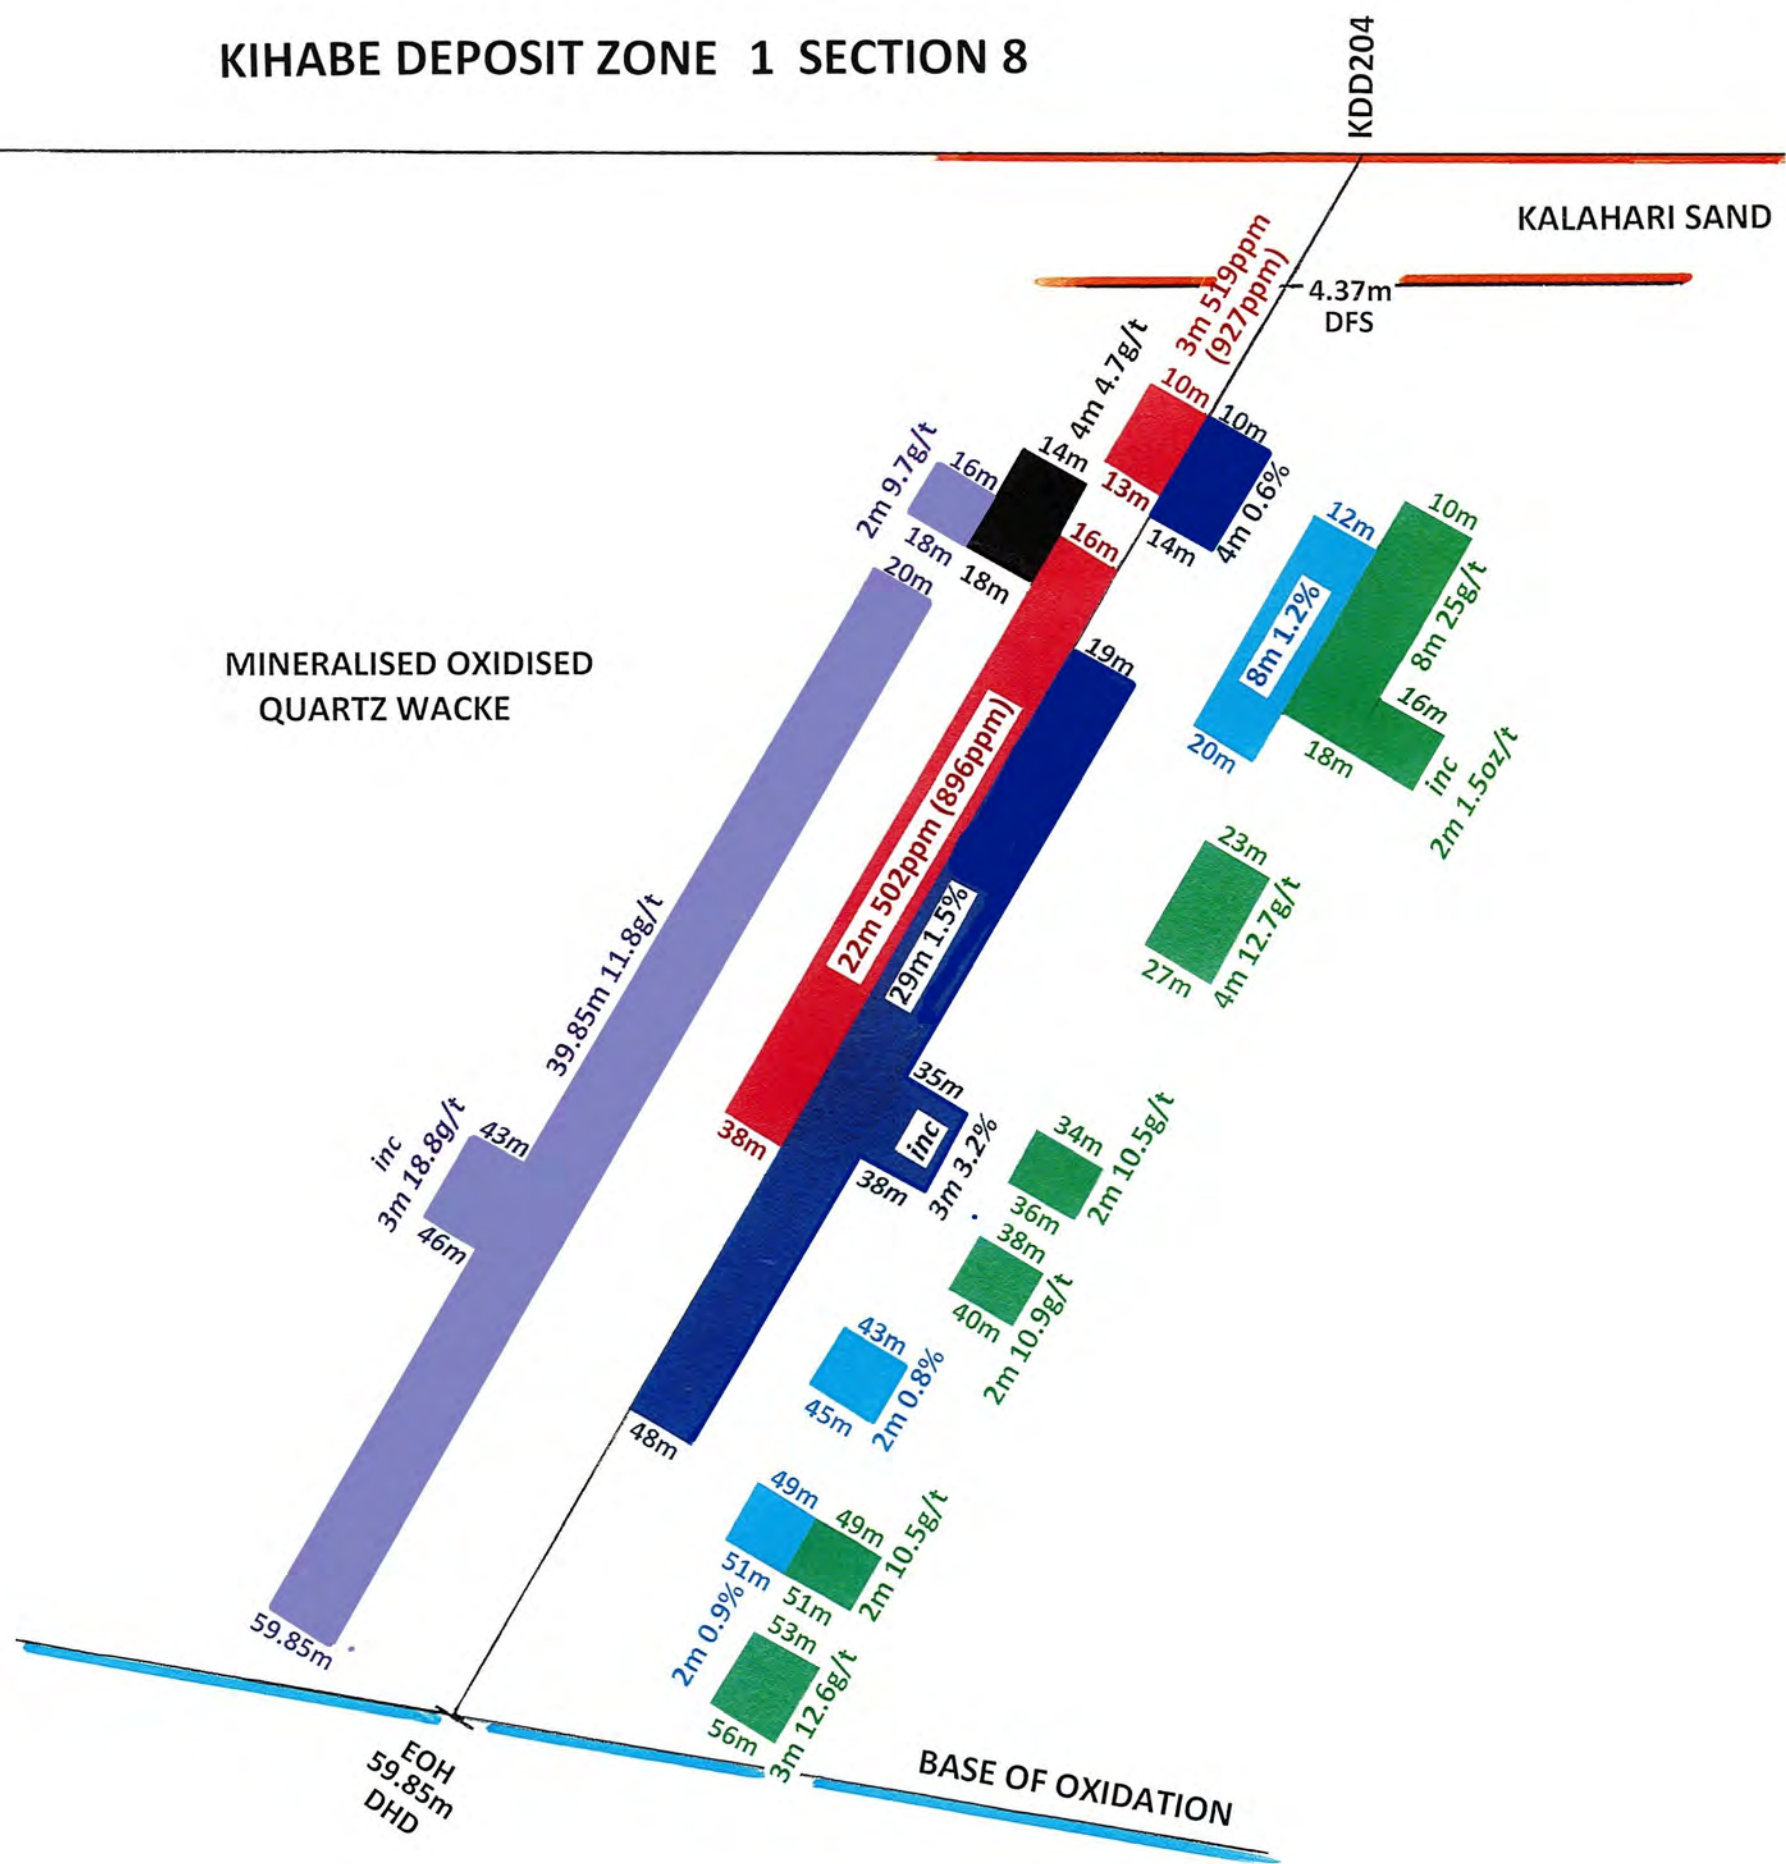 KIHABE DEPOSIT ZONE 1 SECTION 8
KDD204
KALAHARI SAND
4.37m
DFS
3m 519ppm
(927ppm)
10m
13m
10m
14m
4m 0.6%
4m 4.7g/t
14m
18m
2m 9.7g/t
16m
18m
16m
22m 502ppm (896ppm)
38m
20m
39.85m 11.8g/t
inc
3m 18.8g/t
43m
46m
59.85m
MINERALISED OXIDISED
QUARTZ WACKE
19m
29m 1.5%
35m
inc
38m
3m 3.2%
48m
12m
8m 1.2%
20m
10m
8m 25g/t
16m
18m
inc
2m 1.5oz/t
23m
27m
4m 12.7g/t
34m
36m
2m 10.5g/t
38m
40m
2m 10.9g/t
43m
45m
2m 0.8%
49m
51m
2m 0.9%
49m
51m
2m 10.5g/t
53m
56m
3m 12.6g/t
EOH
59.85m
DHD
BASE OF OXIDATION